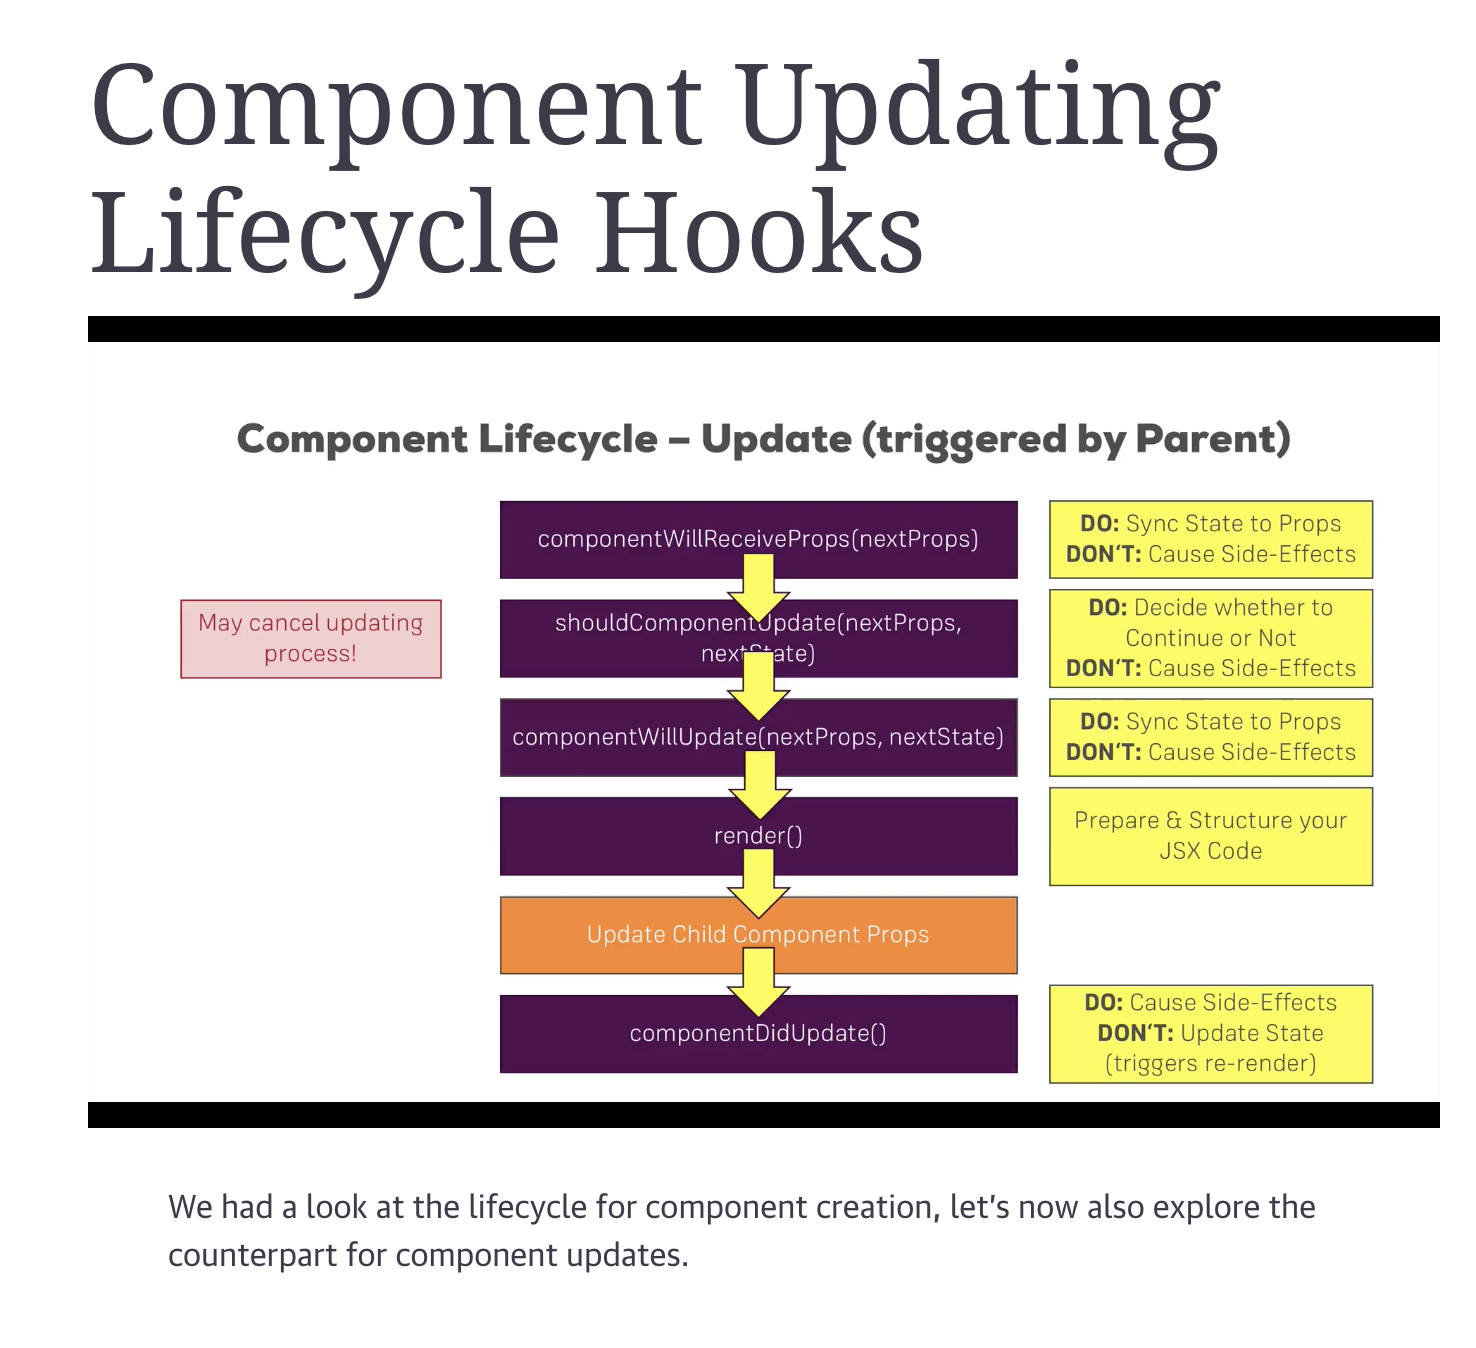 Component Updating
Lifecycle Hooks
Component Lifecycle – Update (triggered by Parent)
componentWillReceiveProps(nextProps)
DO: Sync State to Props
DON‘T: Cause Side-Effects
May cancel updating
process!
shouldComponentUpdate(nextProps,
nextState)
DO: Decide whether to
Continue or Not
DON‘T: Cause Side-Effects
componentWillUpdate(nextProps, nextState)
DO: Sync State to Props
DON‘T: Cause Side-Effects
render()
Prepare & Structure your
JSX Code
Update Child Component Props
componentDidUpdate()
DO: Cause Side-Effects
DON‘T: Update State
(triggers re-render)
We had a look at the lifecycle for component creation, let’s now also explore the
counterpart for component updates.